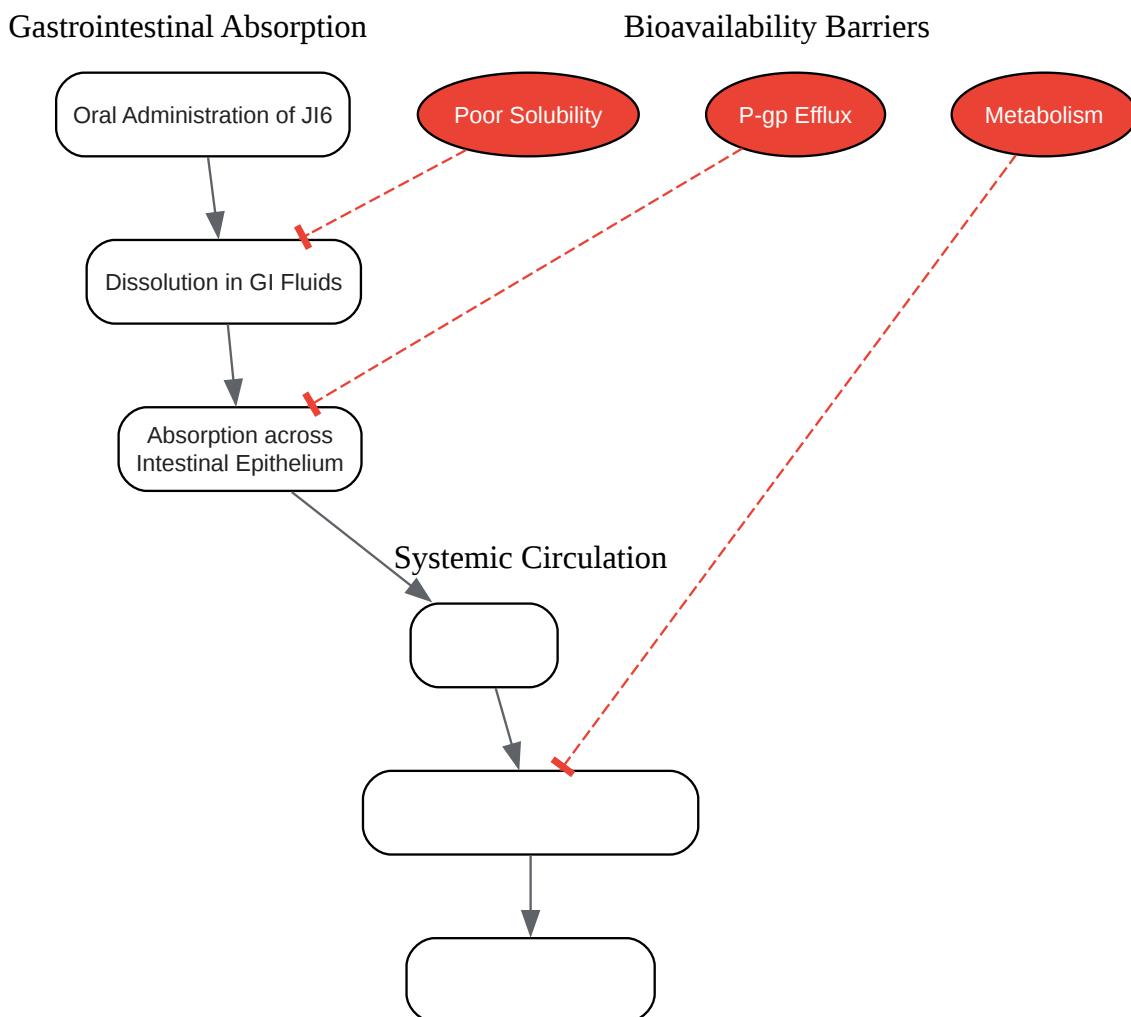 Gastrointestinal Absorption
Bioavailability Barriers
Oral Administration of JI6
Poor Solubility
P-gp Efflux
Metabolism
Dissolution in GI Fluids
Absorption across
Intestinal Epithelium
Systemic Circulation